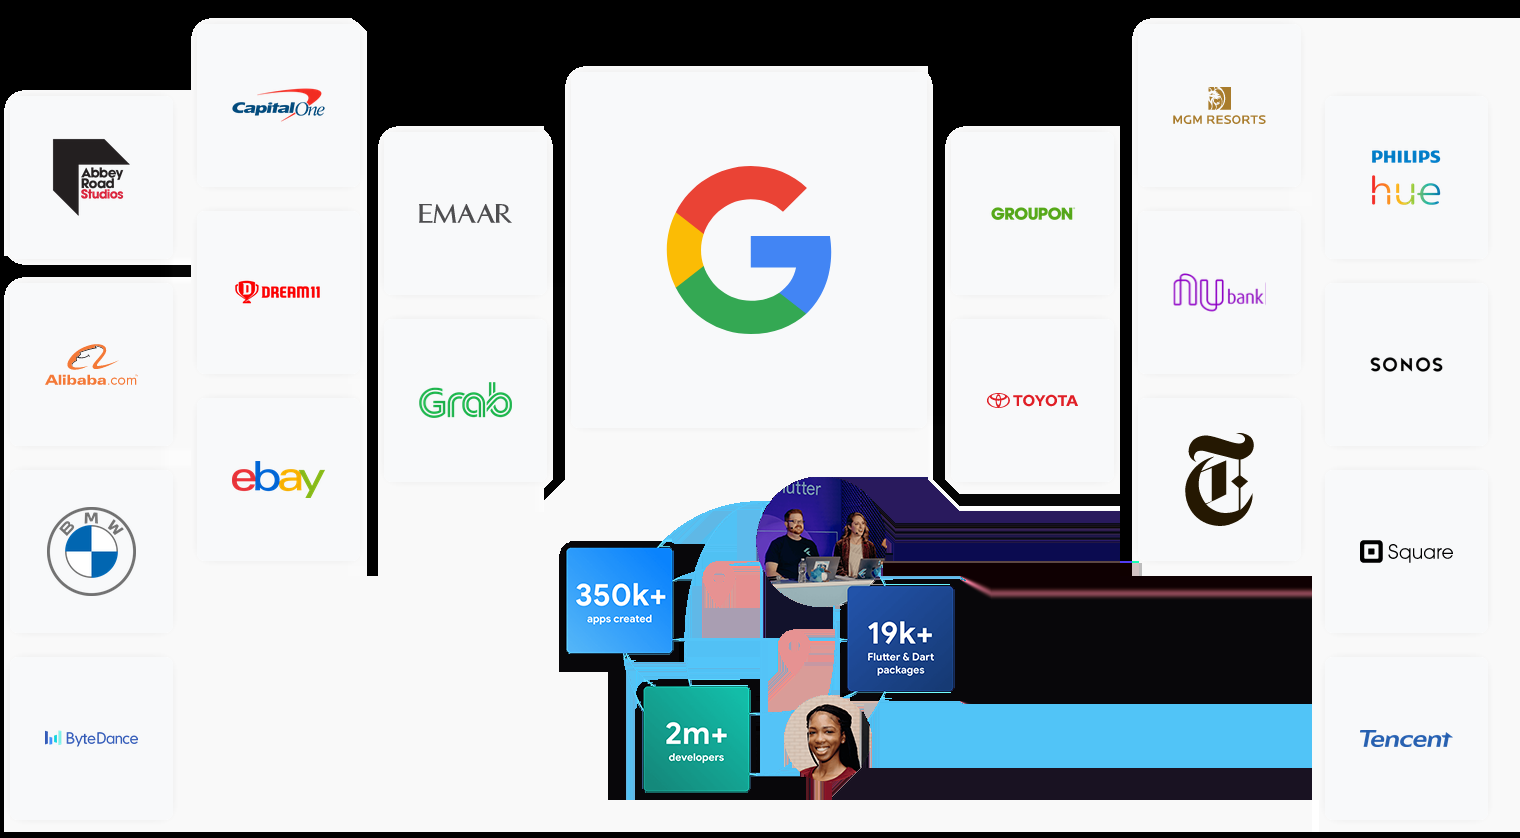 Abbey
Road
Studios
Alibaba.com
BMW
ByteDance
Capital One
DREAM11
ebay
EMAAR
Grab
G
GROUPON
TOYOTA
MGM RESORTS
nu bank
T
PHILIPS
hue
SONOS
Square
Tencent
350k+
apps created
19k+
Flutter & Dart
packages
2m+
developers